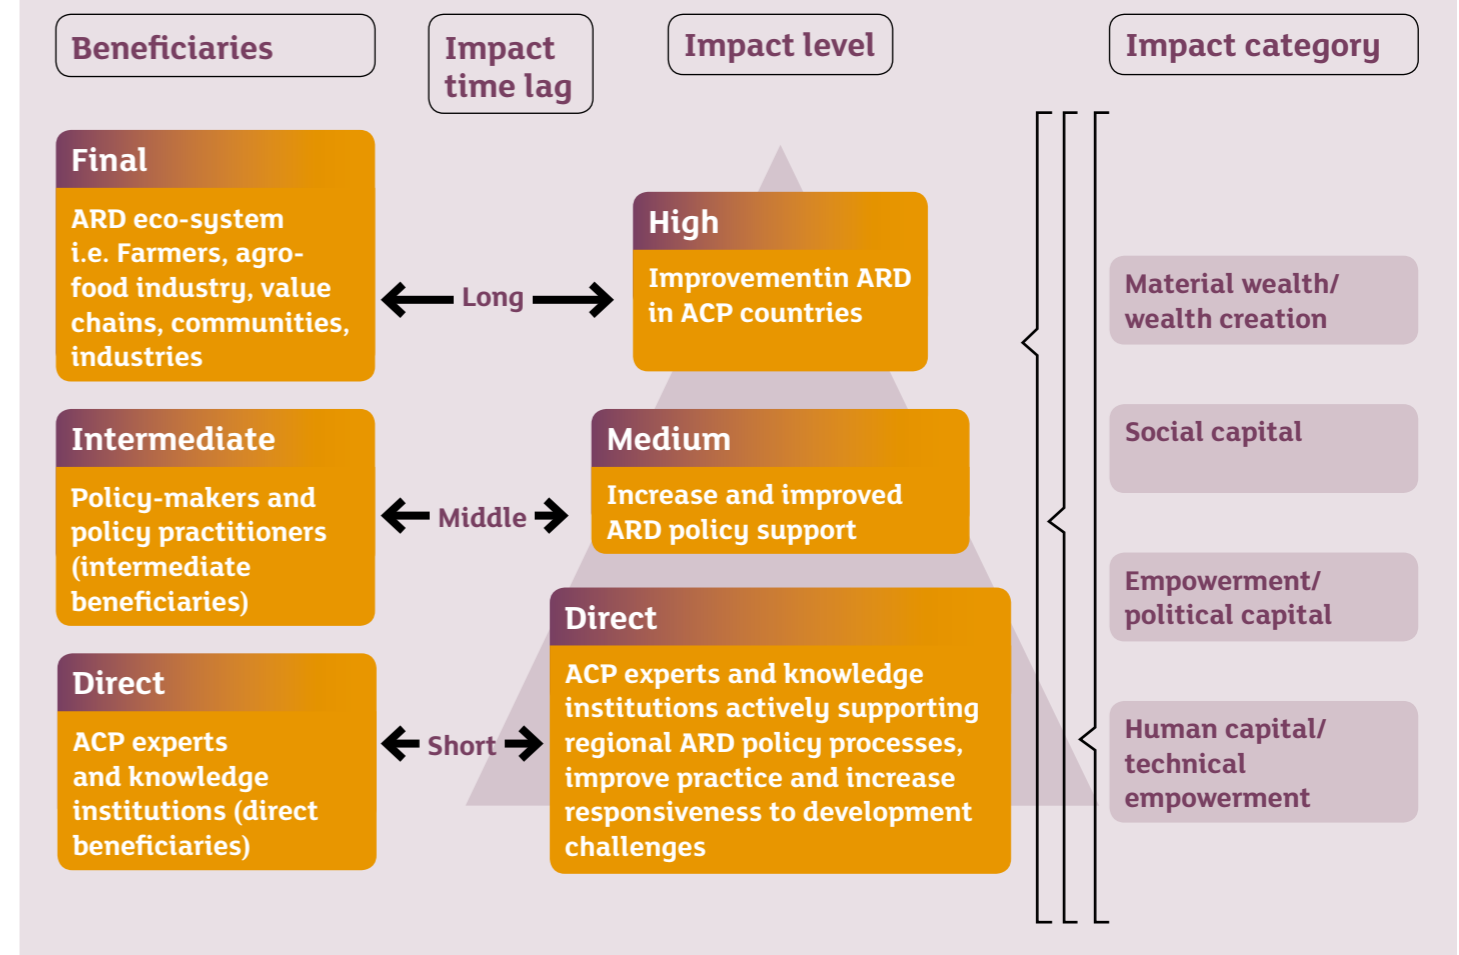 Beneficiaries
Impact
time lag
Impact level
Impact category
Final
ARD eco-system
i.e. Farmers, agro-
food industry, value
chains, communities,
industries
Long
High
Improvementin ARD
in ACP countries
Intermediate
Policy-makers and
policy practitioners
(intermediate
beneficiaries)
Middle
Medium
Increase and improved
ARD policy support
Direct
ACP experts
and knowledge
institutions (direct
beneficiaries)
Short
Direct
ACP experts and knowledge
institutions actively supporting
regional ARD policy processes,
improve practice and increase
responsiveness to development
challenges
Material wealth/
wealth creation
Social capital
Empowerment/
political capital
Human capital/
technical
empowerment